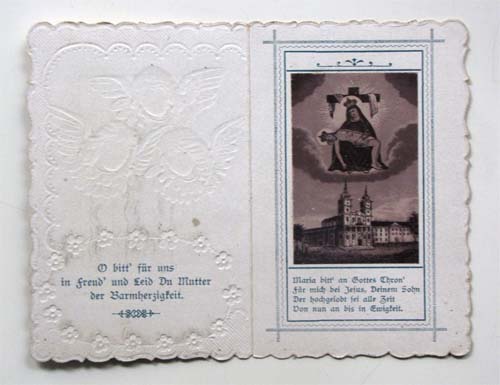 O bitt' für uns
in Freud' und Leid Du Mutter
der Barmherzigkeit.
Maria bitt' an Gottes Thron'
Für mich bei Jesus, Deinem Sohn
Der hochgelobt sei alle Zeit
Von nun an bis in Ewigkeit.